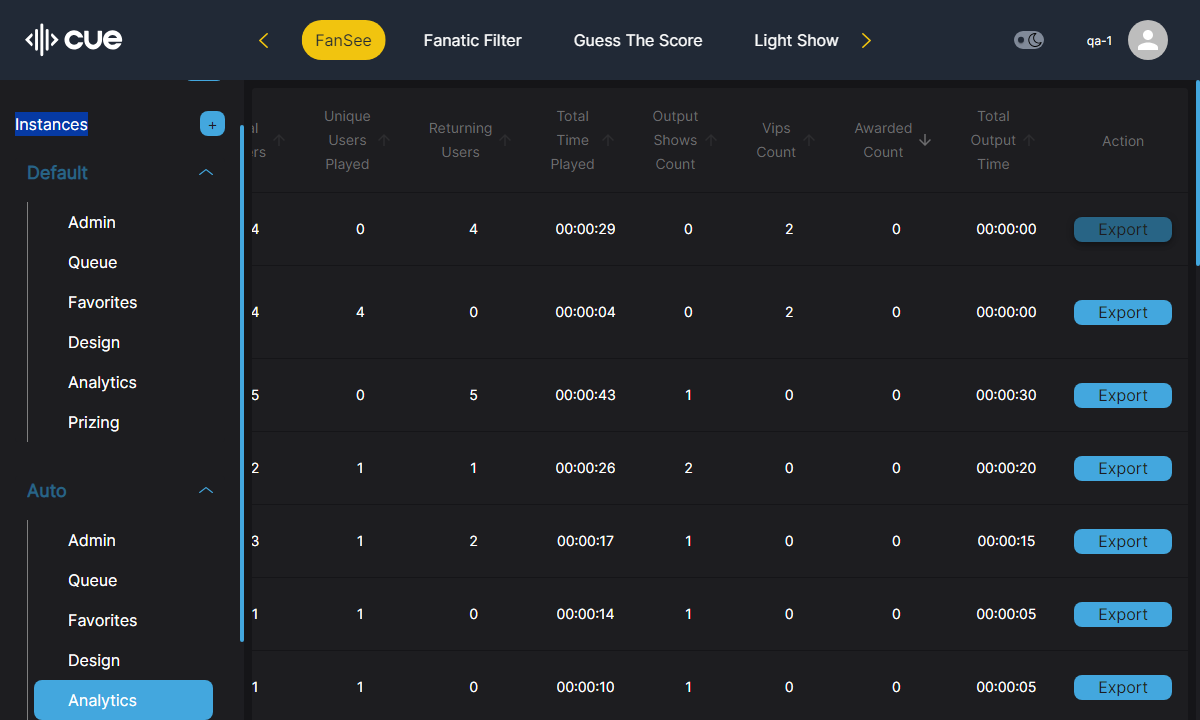 cue
FanSee
Fanatic Filter
Guess The Score
Light Show
qa-1
Instances
+
Default
Admin
Queue
Favorites
Design
Analytics
Prizing
Auto
Admin
Queue
Favorites
Design
Analytics
Unique
Users
Played
Returning
Users
Total
Time
Played
Output
Shows
Count
Vips
Count
Awarded
Count
Total
Output
Time
Action
4 0 4 00:00:29 0 2 0 00:00:00 Export
4 4 0 00:00:04 0 2 0 00:00:00 Export
5 0 5 00:00:43 1 0 0 00:00:30 Export
2 1 1 00:00:26 2 0 0 00:00:20 Export
3 1 2 00:00:17 1 0 0 00:00:15 Export
1 1 0 00:00:14 1 0 0 00:00:05 Export
1 1 0 00:00:10 1 0 0 00:00:05 Export